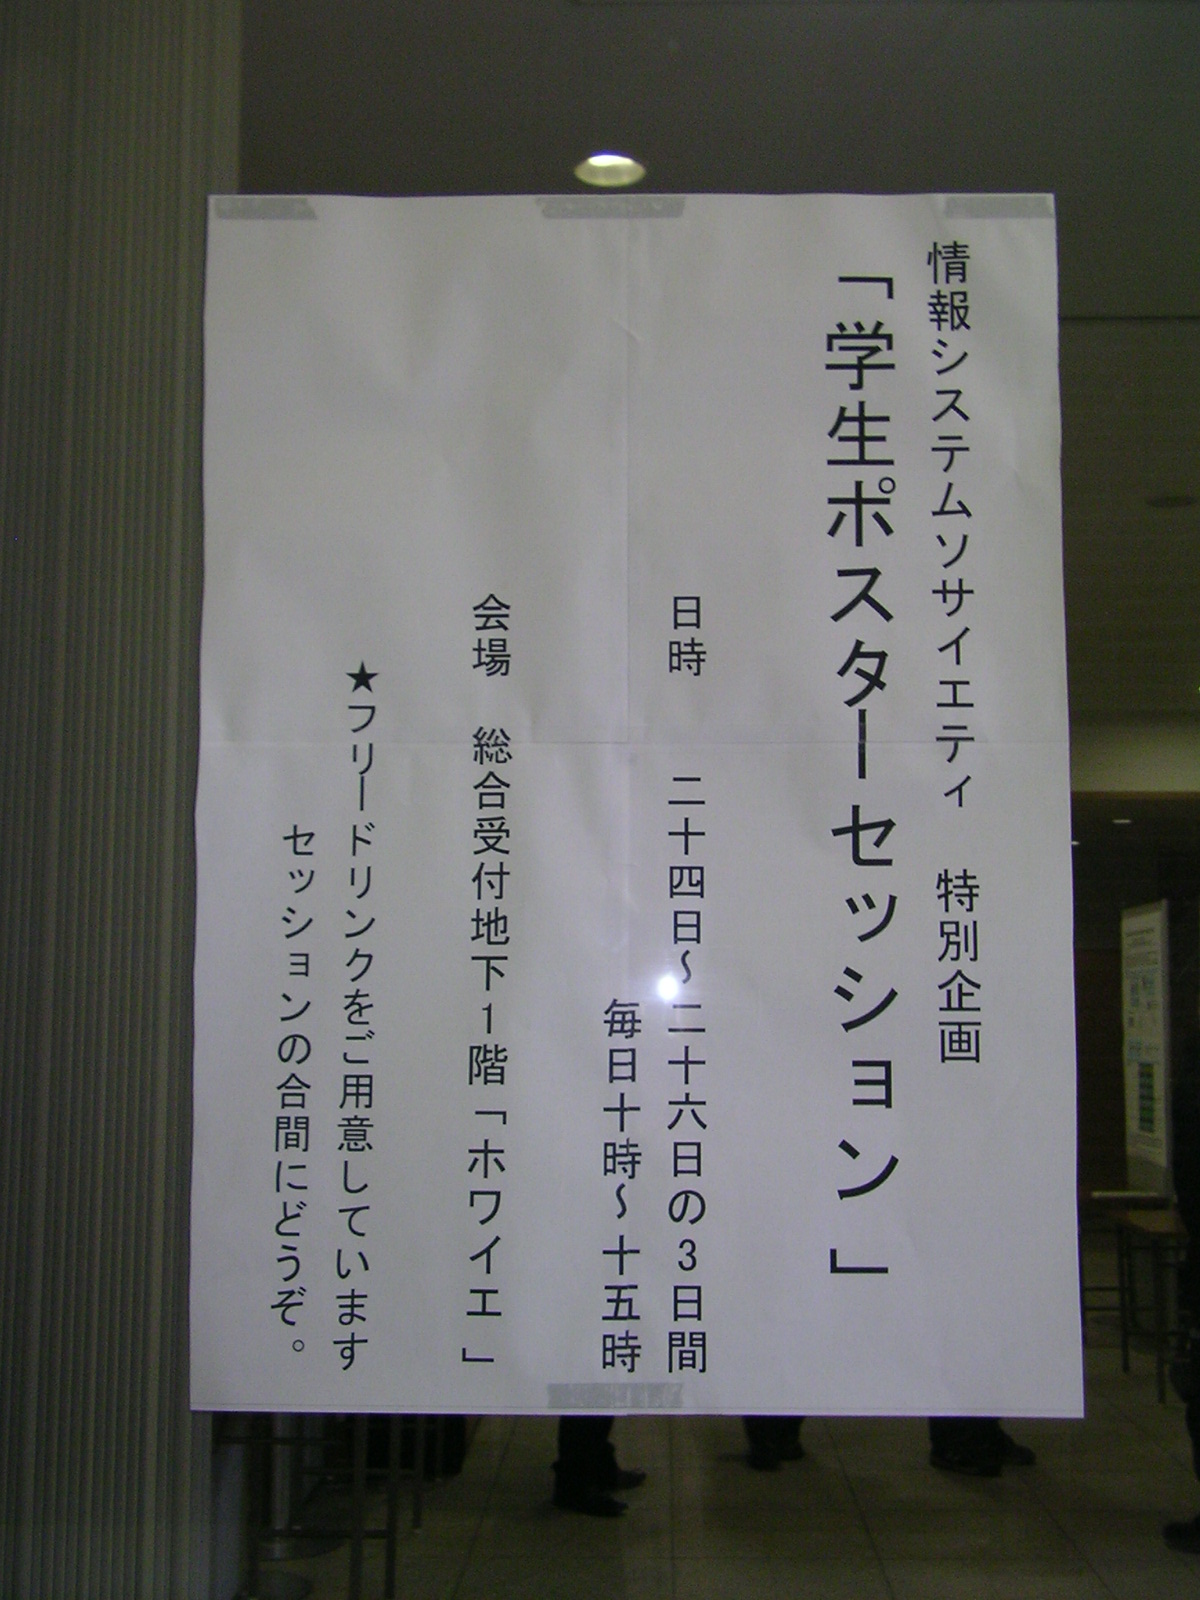 情報システムソサイエティ 特別企画
「学生ポスターセッション」
日時 二十四日～二十六日の3日間
毎日十時～十五時
会場 総合受付地下1階「ホワイエ」
★フリードリンクをご用意しています
セッションの合間にどうぞ。